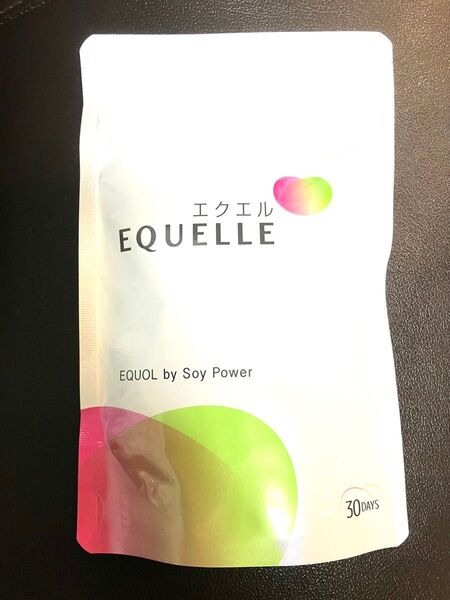 エクエル
EQUELLE
EQUOL by Soy Power
30DAYS